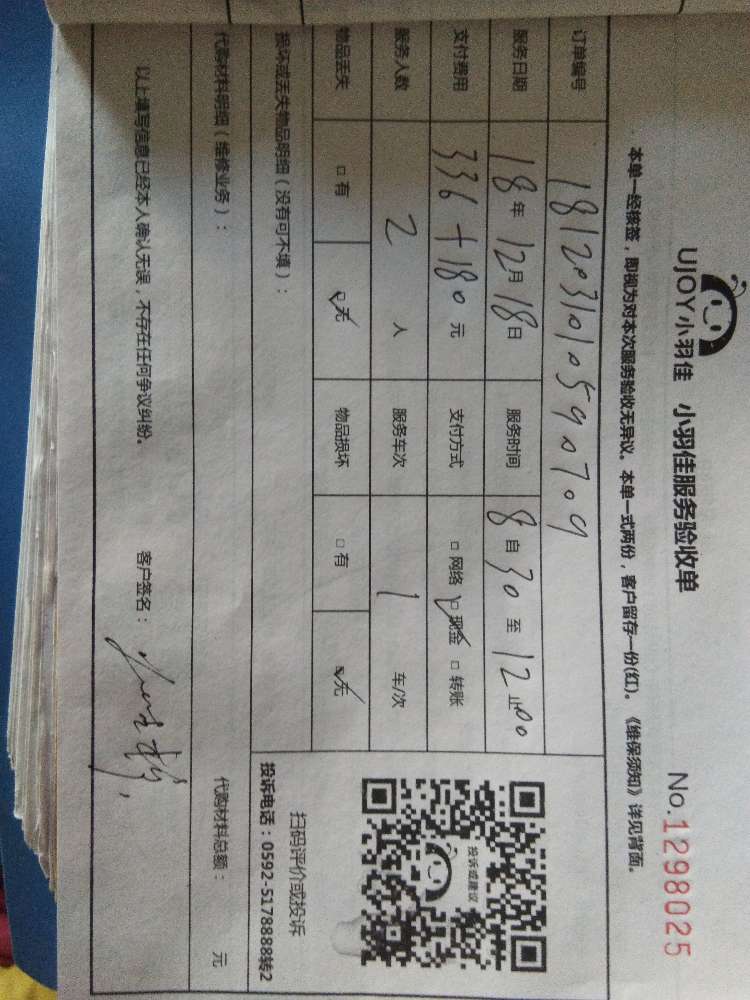 UJOY小羽佳 小羽佳服务验收单 No.1298025
本单一经核签，即视为对本次服务验收无异议。本单一式两份，客户留存一份(红)。《维保须知》详见背面。
订单编号 1812031010590709
服务日期 18年12月18日 服务时间 8自30至12止00
支付费用 336+180元 支付方式 □网络 ☑现金 □转账
服务人数 2人 服务车次 1车/次
物品丢失 □有 ☑无 物品损坏 □有 ☑无
损坏或丢失物品明细（没有可不填）：
投诉或建议
扫码评价或投诉
投诉电话：0592-5178888转2
代购材料明细（维修业务）： 代购材料总额： 元
以上填写信息已经本人确认无误，不存在任何争议纠纷。 客户签名：